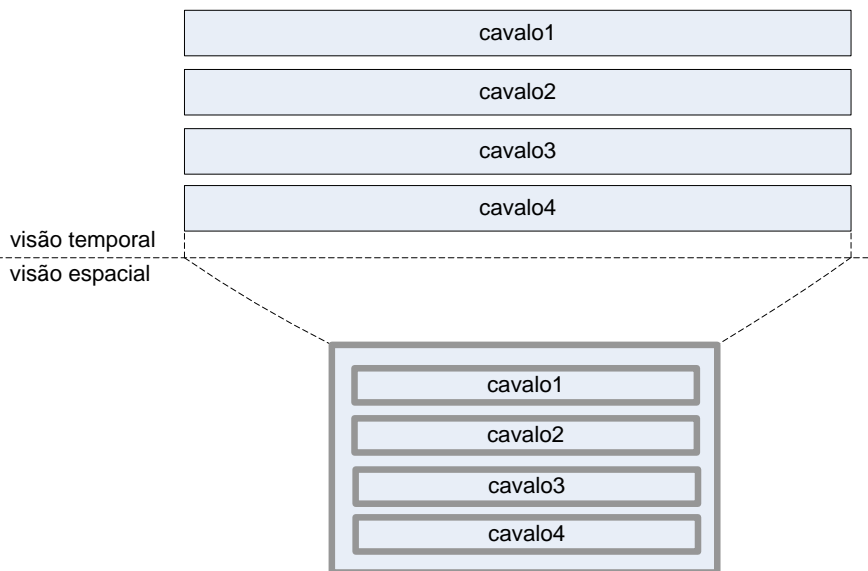 cavalo1
cavalo2
cavalo3
cavalo4
visão temporal
visão espacial
cavalo1
cavalo2
cavalo3
cavalo4